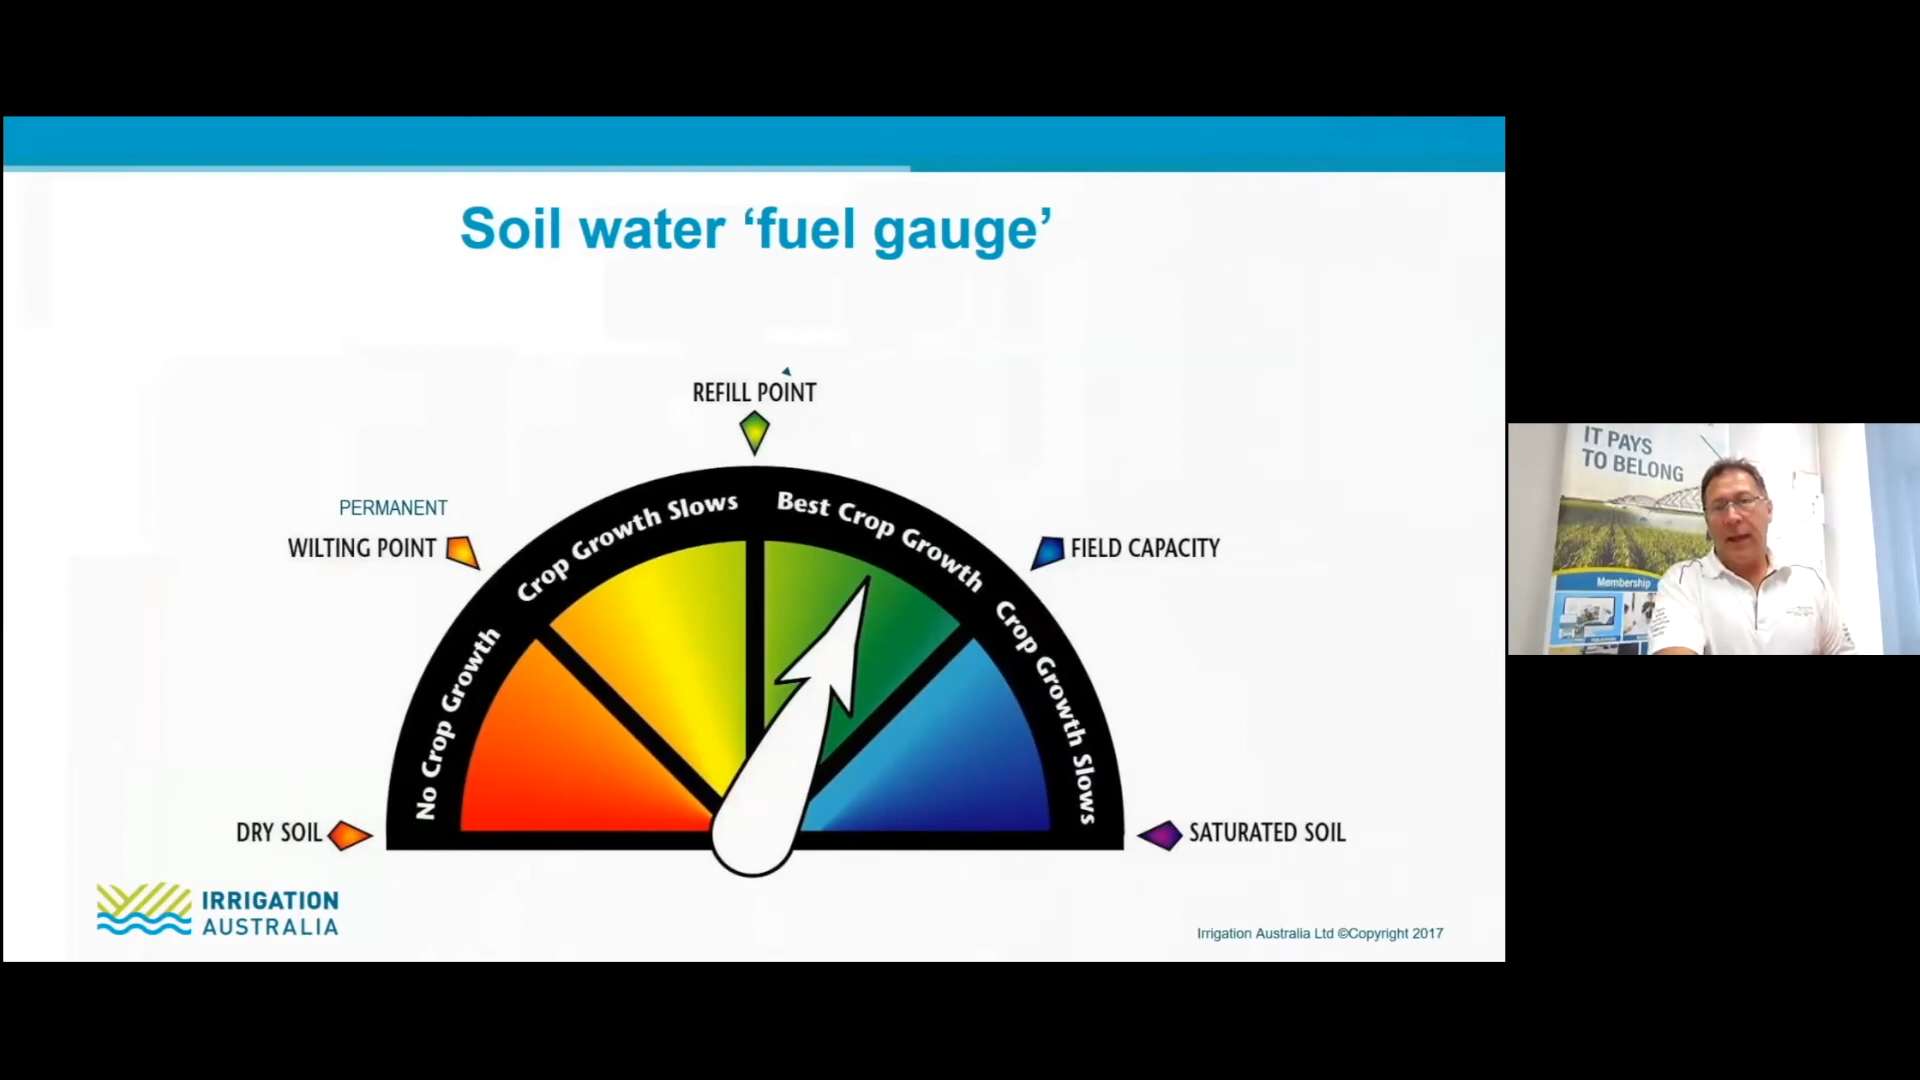 Soil water ‘fuel gauge’
REFILL POINT
PERMANENT
WILTING POINT
FIELD CAPACITY
DRY SOIL
SATURATED SOIL
No Crop Growth
Crop Growth Slows
Best Crop Growth
Crop Growth Slows
IRRIGATION
AUSTRALIA
Irrigation Australia Ltd ©Copyright 2017
IT PAYS
TO BELONG
Membership